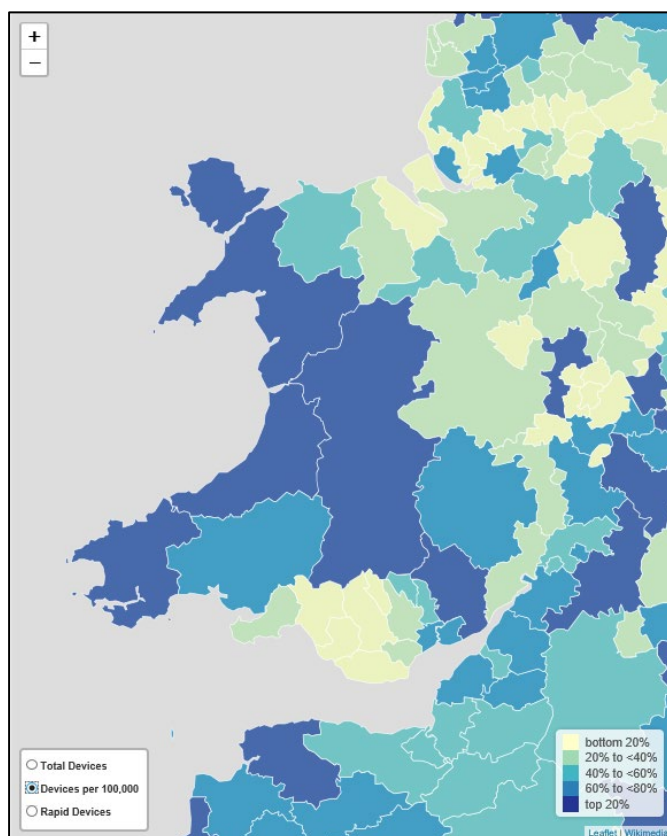 +
−
Total Devices
Devices per 100,000
Rapid Devices
bottom 20%
20% to <40%
40% to <60%
60% to <80%
top 20%
Leaflet | Wikimedia